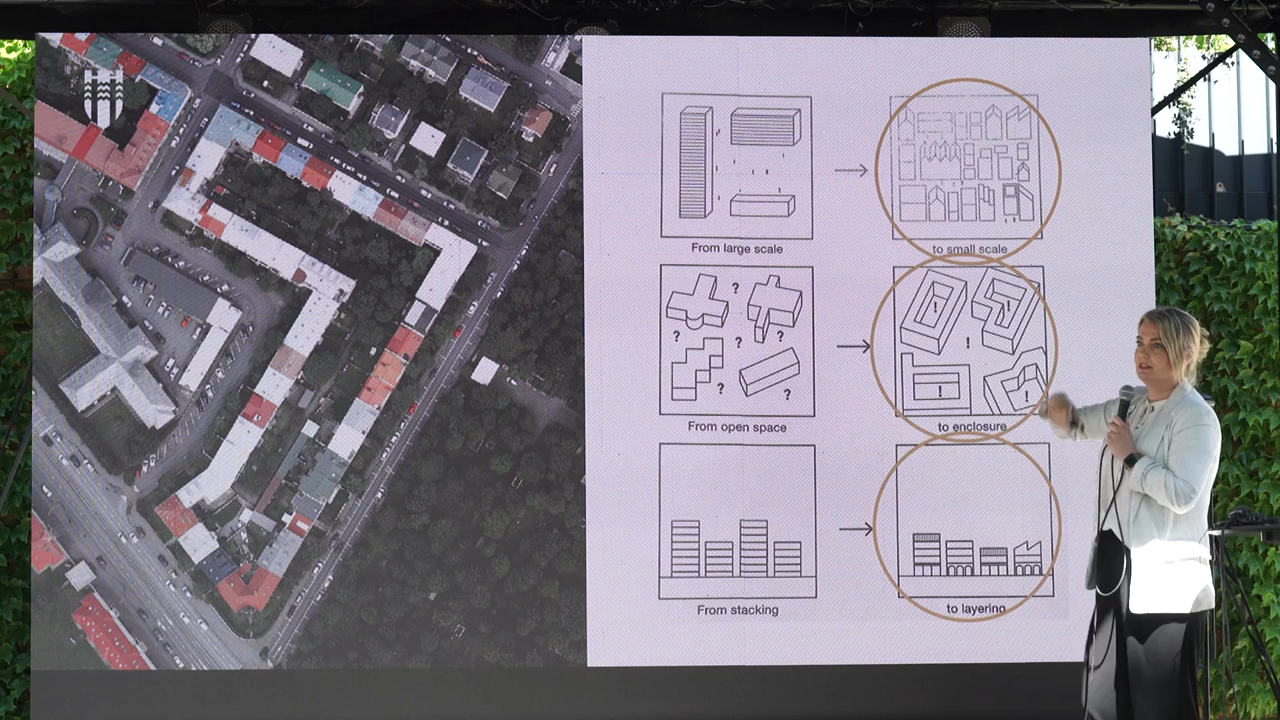 From large scale
to small scale
?
?
?
?
?
?
!
!
!
!
!
From open space
to enclosure
From stacking
to layering